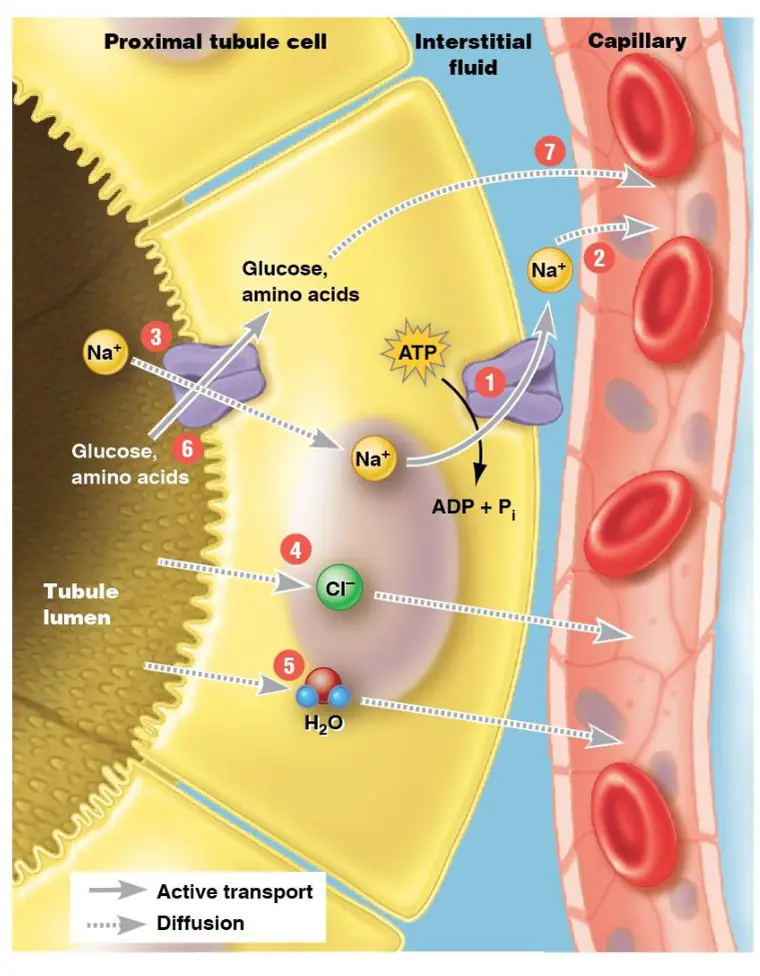 Proximal tubule cell
Interstitial
fluid
Capillary
7
Glucose,
amino acids
Na⁺
2
Na⁺
3
ATP
1
Glucose,
amino acids
6
Na⁺
ADP + Pᵢ
4
Cl⁻
Tubule
lumen
5
H₂O
Active transport
Diffusion